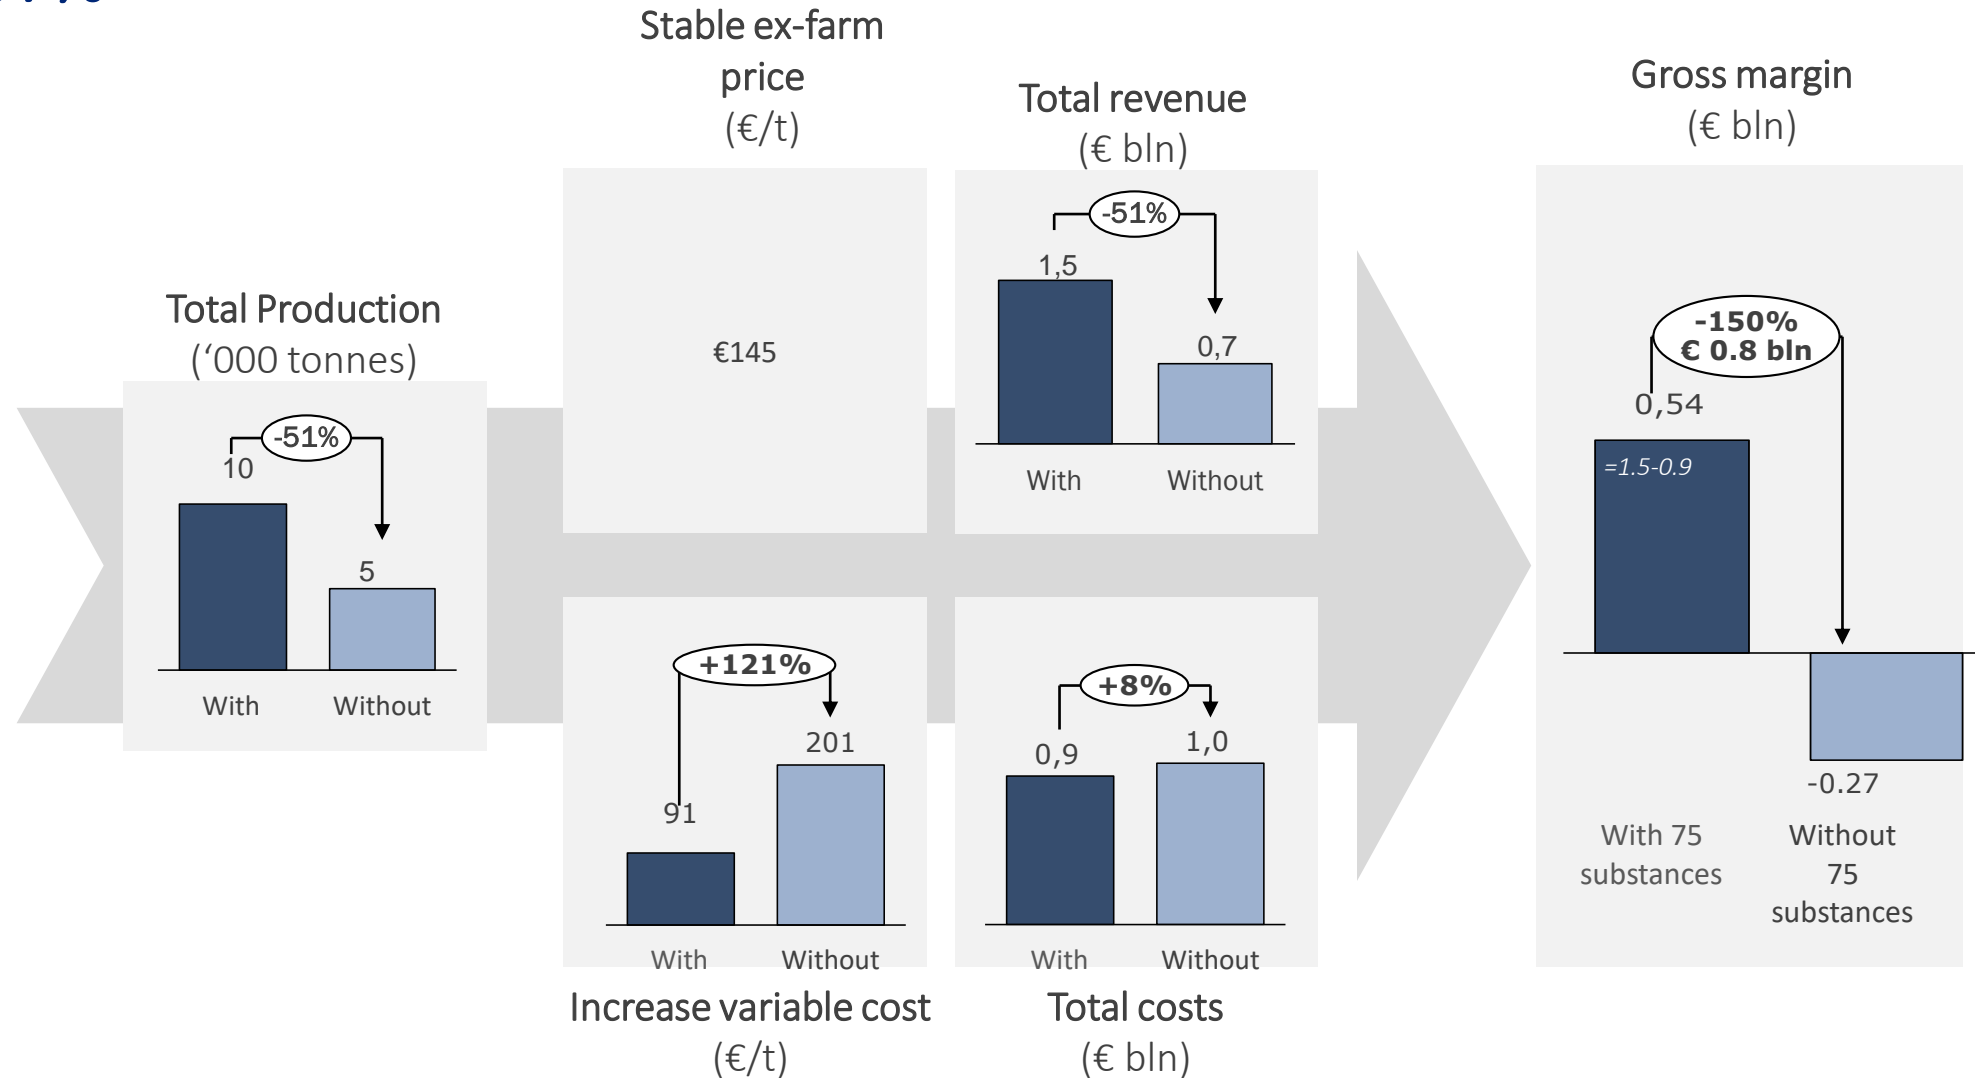 Stable ex-farm
price
(€/t)
Total revenue
(€ bln)
Gross margin
(€ bln)
Total Production
(‘000 tonnes)
-51%
10
5
With
Without
€145
-51%
1,5
0,7
With
Without
-150%
€ 0.8 bln
0,54
=1.5-0.9
-0.27
With 75
substances
Without
75
substances
+121%
91
201
With
Without
Increase variable cost
(€/t)
+8%
0,9
1,0
With
Without
Total costs
(€ bln)